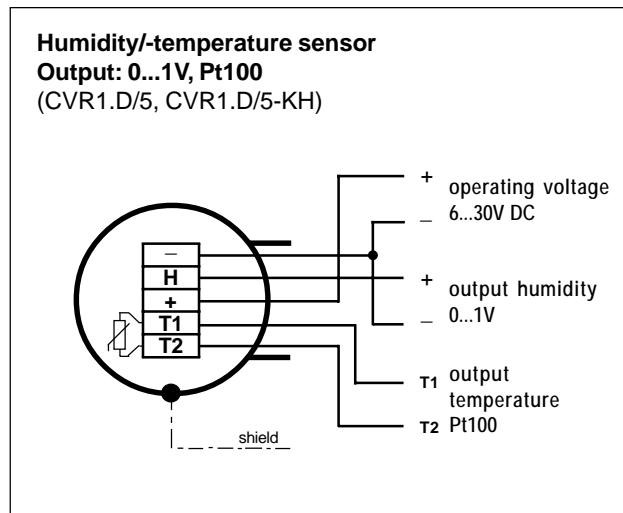 Humidity/-temperature sensor
Output: 0...1V, Pt100
(CVR1.D/5, CVR1.D/5-KH)
+
operating voltage
–
6...30V DC
–
H
+
T1
T2
+
output humidity
–
0...1V
T1 output
temperature
T2 Pt100
shield